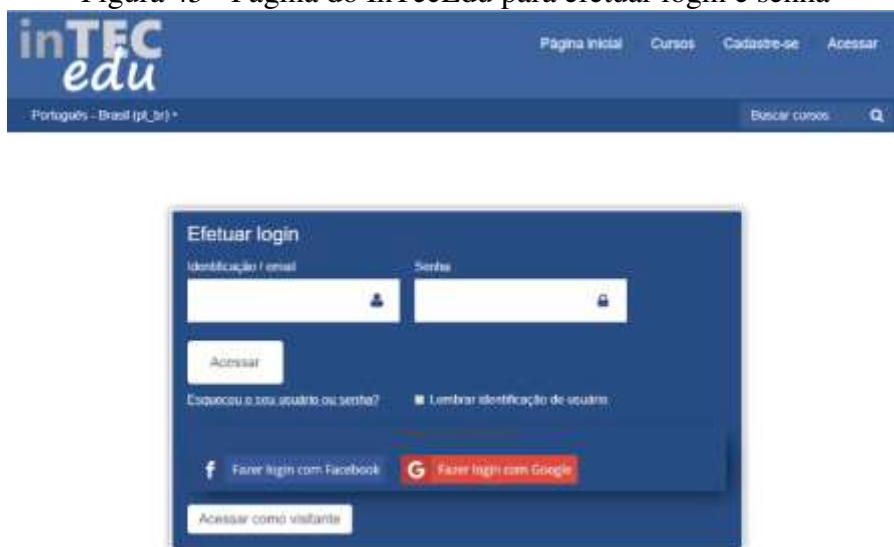 Figura 43 - Página do InTecEdu para efetuar login e senha
inTEC
edu
Página inicial Cursos Cadastre-se Acessar
Português - Brasil (pt_br)
Buscar cursos
Efetuar login
Identificação / email Senha
Acessar
Esqueceu o seu usuário ou senha? Lembrar identificação de usuário
f Fazer login com Facebook G Fazer login com Google
Acessar como visitante